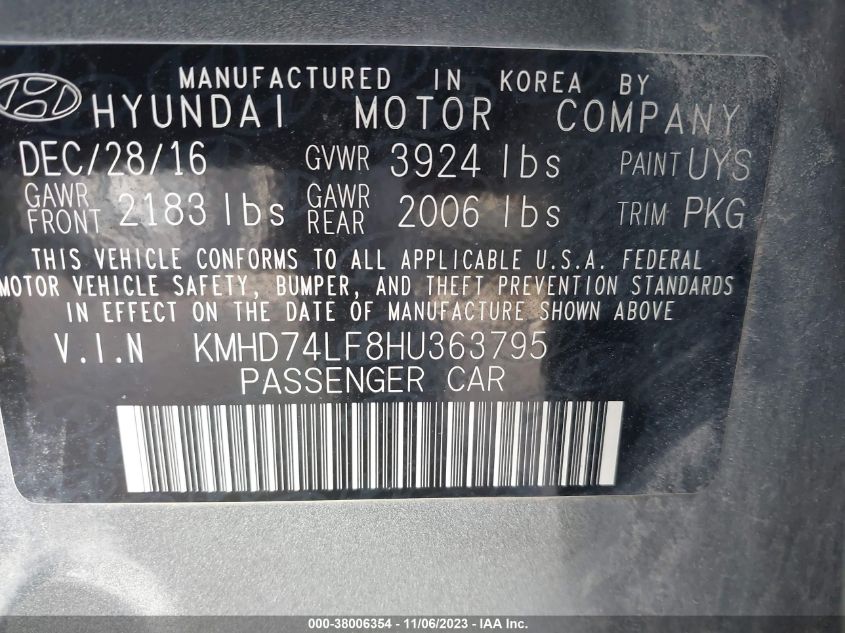 MANUFACTURED IN KOREA BY
HYUNDAI MOTOR COMPANY
DEC/28/16 GVWR 3924 lbs PAINT UYS
GAWR FRONT 2183 lbs GAWR REAR 2006 lbs TRIM PKG
THIS VEHICLE CONFORMS TO ALL APPLICABLE U.S.A. FEDERAL
MOTOR VEHICLE SAFETY, BUMPER, AND THEFT PREVENTION STANDARDS
IN EFFECT ON THE DATE OF MANUFACTURE SHOWN ABOVE
V.I.N KMHD74LF8HU363795
PASSENGER CAR
000-38006354 - 11/06/2023 - IAA Inc.